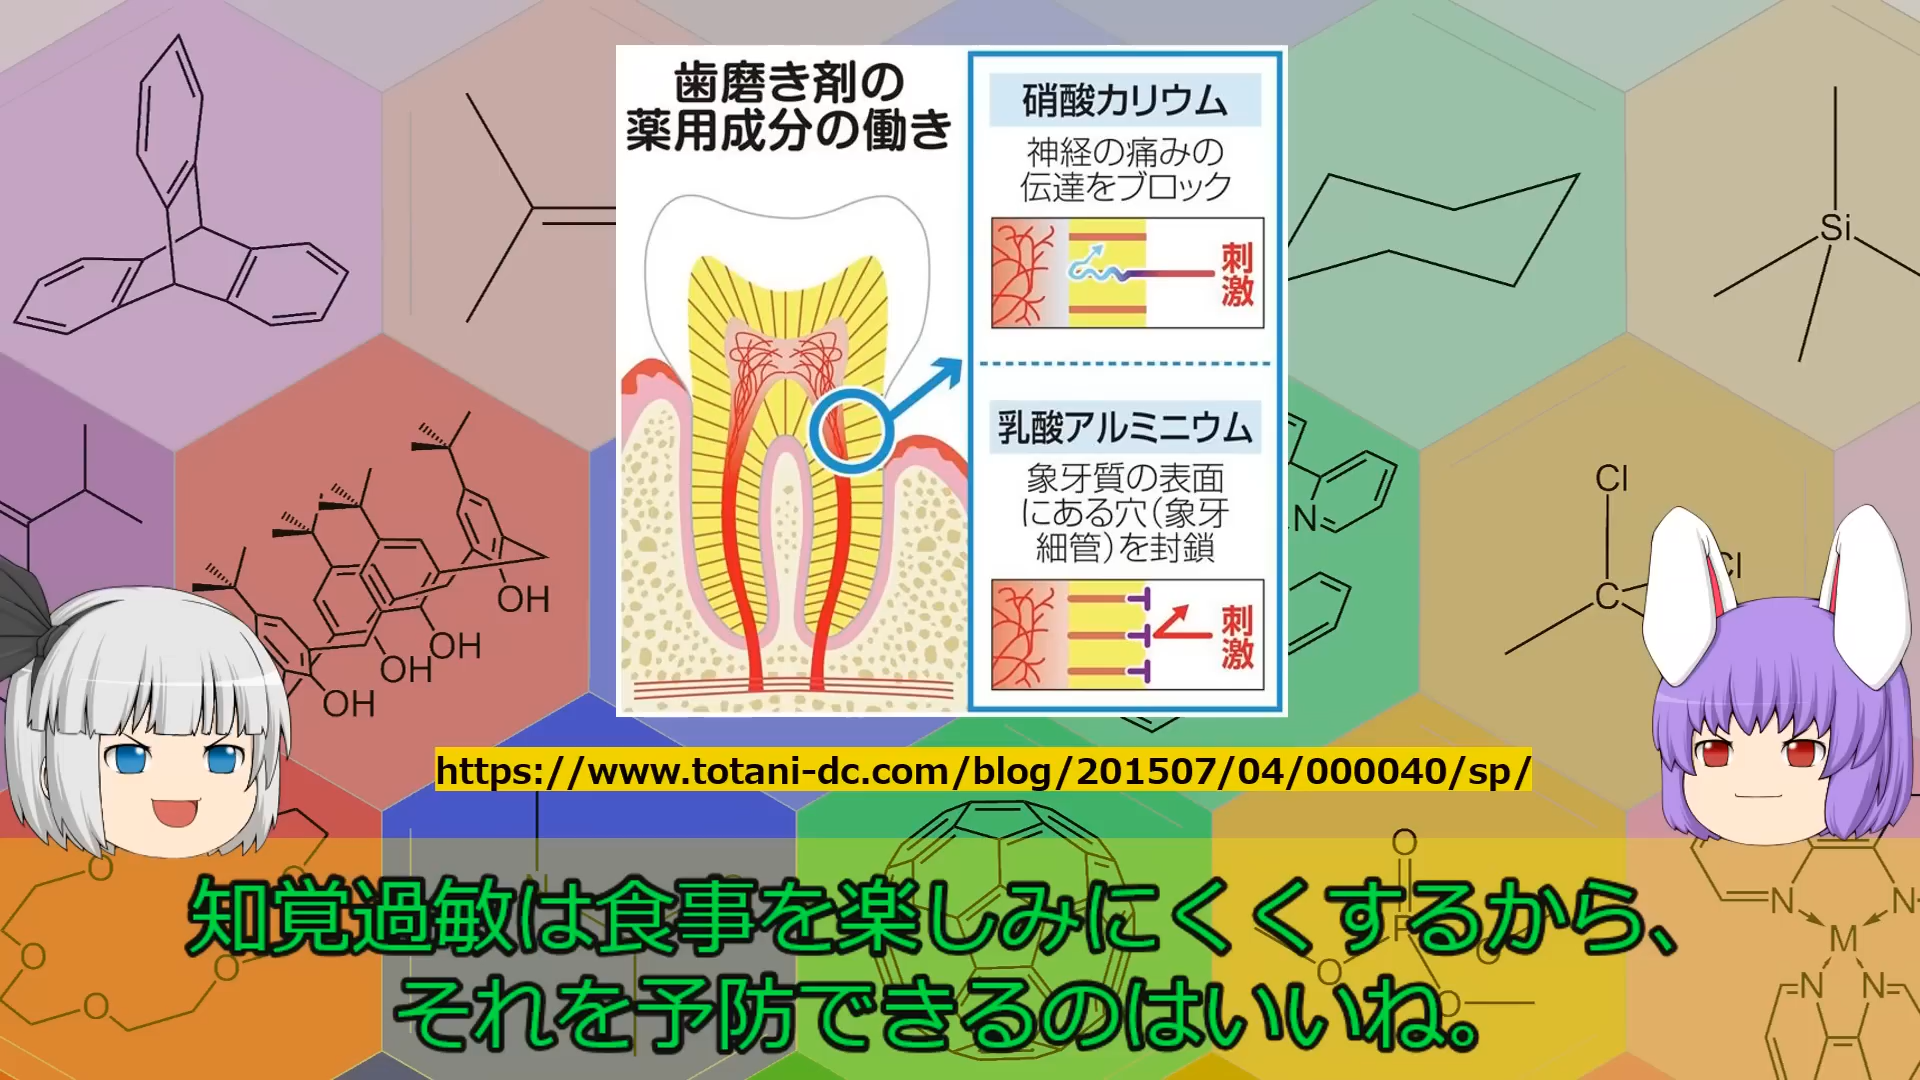 歯磨き剤の
薬用成分の働き
硝酸カリウム
神経の痛みの
伝達をブロック
刺激
乳酸アルミニウム
象牙質の表面
にある穴（象牙
細管）を封鎖
刺激
Si
N
Cl
Cl
C
OH
OH
OH
OH
https://www.totani-dc.com/blog/201507/04/000040/sp/
O
O
O
O
O
P
O
O
O
N
N
M
N
N
知覚過敏は食事を楽しみにくくするから、
それを予防できるのはいいね。